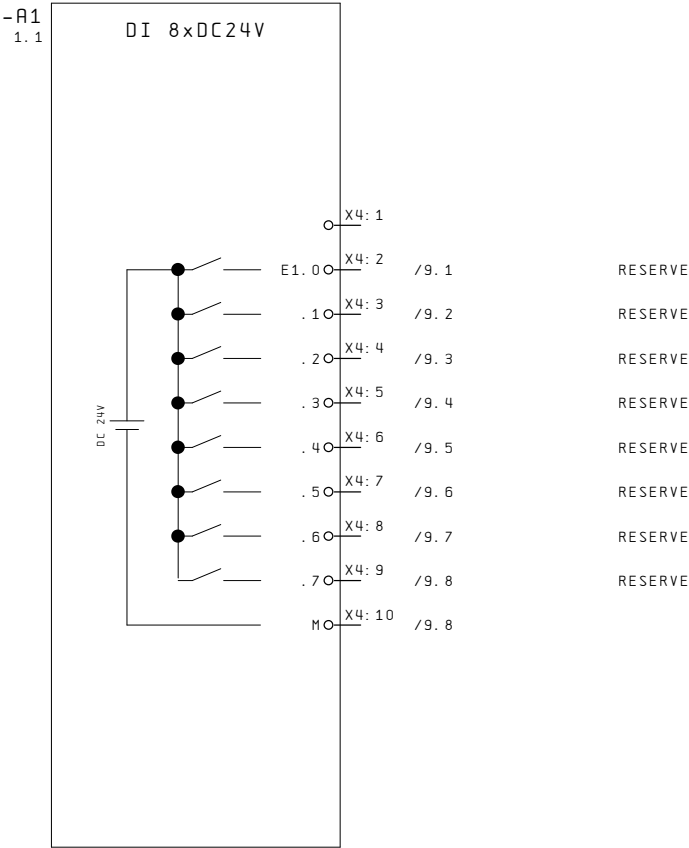 -A1
1.1
DI 8xDC24V
X4:1
E1.0 X4:2 /9.1 RESERVE
.1 X4:3 /9.2 RESERVE
.2 X4:4 /9.3 RESERVE
.3 X4:5 /9.4 RESERVE
DC 24V
.4 X4:6 /9.5 RESERVE
.5 X4:7 /9.6 RESERVE
.6 X4:8 /9.7 RESERVE
.7 X4:9 /9.8 RESERVE
M X4:10 /9.8